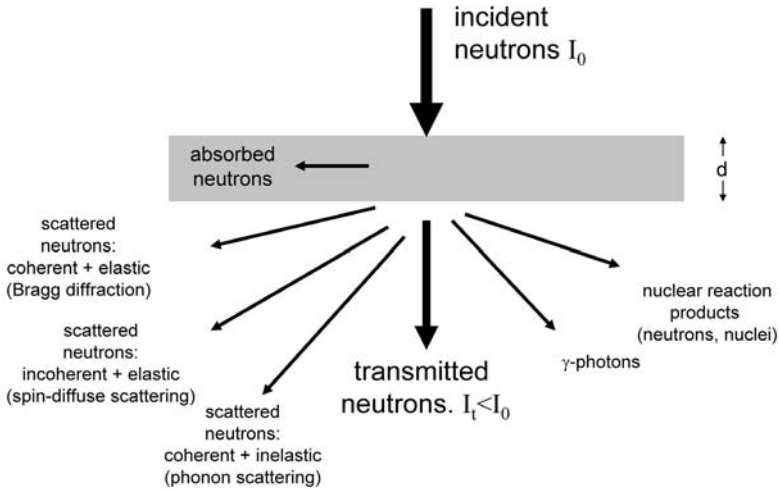 incident
neutrons I₀
absorbed
neutrons
d
scattered
neutrons:
coherent + elastic
(Bragg diffraction)
scattered
neutrons:
incoherent + elastic
(spin-diffuse scattering)
scattered
neutrons:
coherent + inelastic
(phonon scattering)
transmitted
neutrons. Iₜ<I₀
γ-photons
nuclear reaction
products
(neutrons, nuclei)